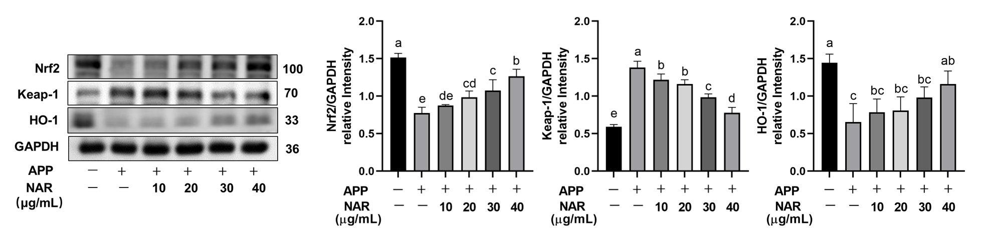 Nrf2 100
Keap-1 70
HO-1 33
GAPDH 36
APP — + + + + +
NAR — — 10 20 30 40
(μg/mL)
Nrf2/GAPDH
relative Intensity
2.0
1.5
1.0
0.5
0.0
a e de cd c b
APP — + + + + +
NAR — — 10 20 30 40
(μg/mL)
Keap-1/GAPDH
relative Intensity
2.0
1.5
1.0
0.5
0.0
e a b b c d
APP — + + + + +
NAR — — 10 20 30 40
(μg/mL)
HO-1/GAPDH
relative Intensity
2.0
1.5
1.0
0.5
0.0
a c bc bc bc ab
APP — + + + + +
NAR — — 10 20 30 40
(μg/mL)